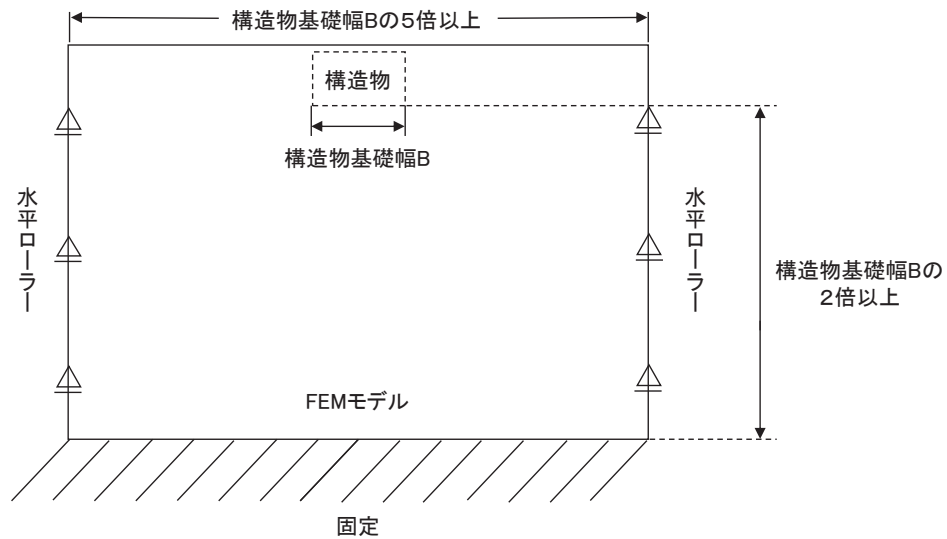 構造物基礎幅Bの5倍以上
構造物
構造物基礎幅B
水平ローラー
水平ローラー
構造物基礎幅Bの
2倍以上
FEMモデル
固定